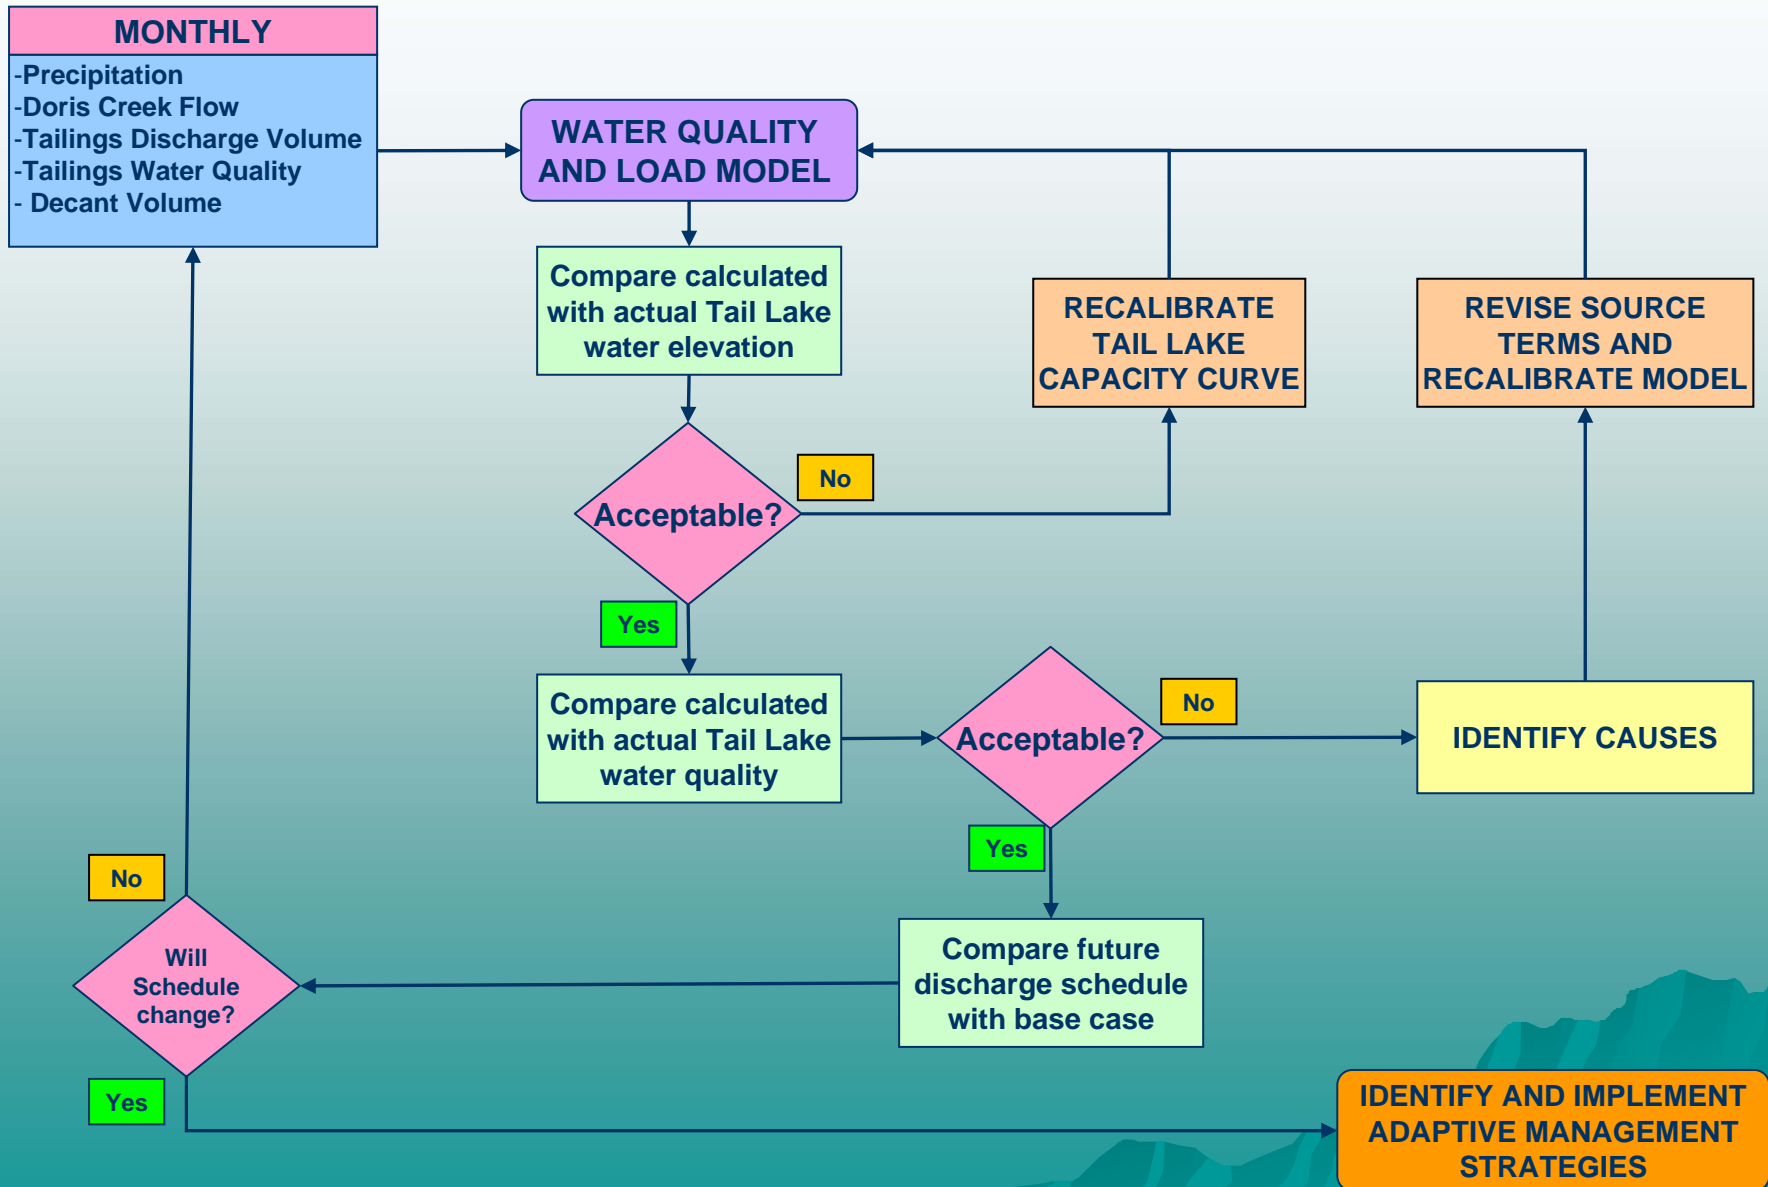 MONTHLY
-Precipitation
-Doris Creek Flow
-Tailings Discharge Volume
-Tailings Water Quality
- Decant Volume
WATER QUALITY
AND LOAD MODEL
Compare calculated
with actual Tail Lake
water elevation
RECALIBRATE
TAIL LAKE
CAPACITY CURVE
REVISE SOURCE
TERMS AND
RECALIBRATE MODEL
No
Acceptable?
Yes
Compare calculated
with actual Tail Lake
water quality
Acceptable?
No
IDENTIFY CAUSES
Yes
Compare future
discharge schedule
with base case
No
Will
Schedule
change?
Yes
IDENTIFY AND IMPLEMENT
ADAPTIVE MANAGEMENT
STRATEGIES